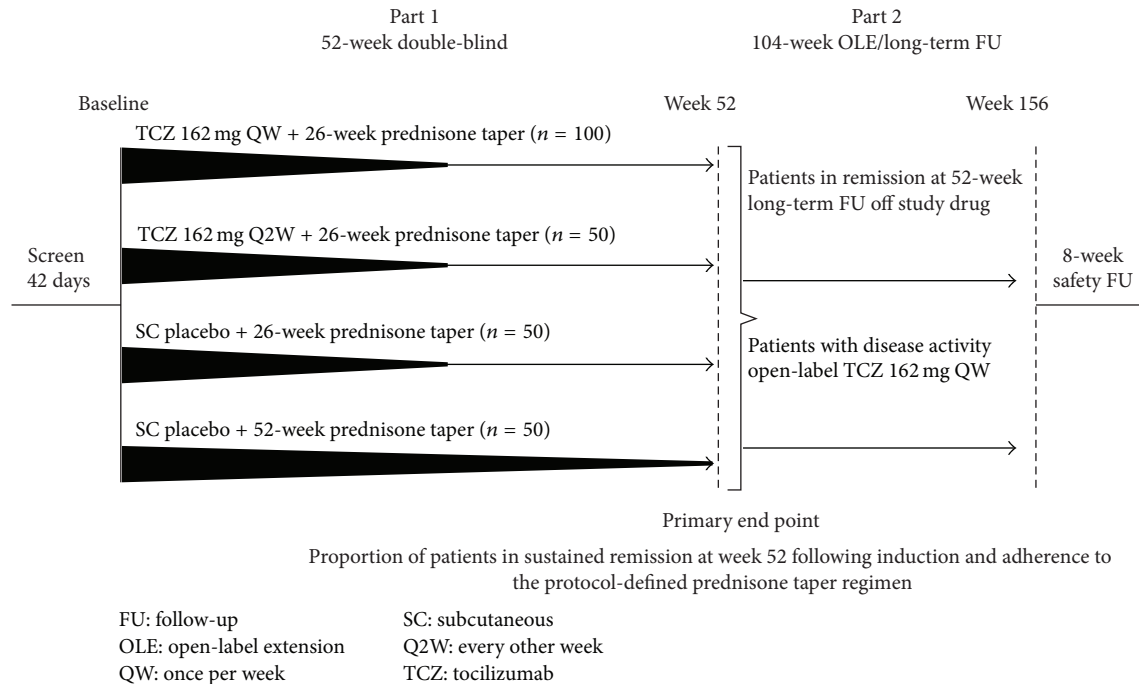 Part 1
52-week double-blind
Part 2
104-week OLE/long-term FU
Baseline
Week 52
Week 156
TCZ 162 mg QW + 26-week prednisone taper (n = 100)
Patients in remission at 52-week
long-term FU off study drug
TCZ 162 mg Q2W + 26-week prednisone taper (n = 50)
Screen
42 days
8-week
safety FU
SC placebo + 26-week prednisone taper (n = 50)
Patients with disease activity
open-label TCZ 162 mg QW
SC placebo + 52-week prednisone taper (n = 50)
Primary end point
Proportion of patients in sustained remission at week 52 following induction and adherence to
the protocol-defined prednisone taper regimen
FU: follow-up
OLE: open-label extension
QW: once per week
SC: subcutaneous
Q2W: every other week
TCZ: tocilizumab